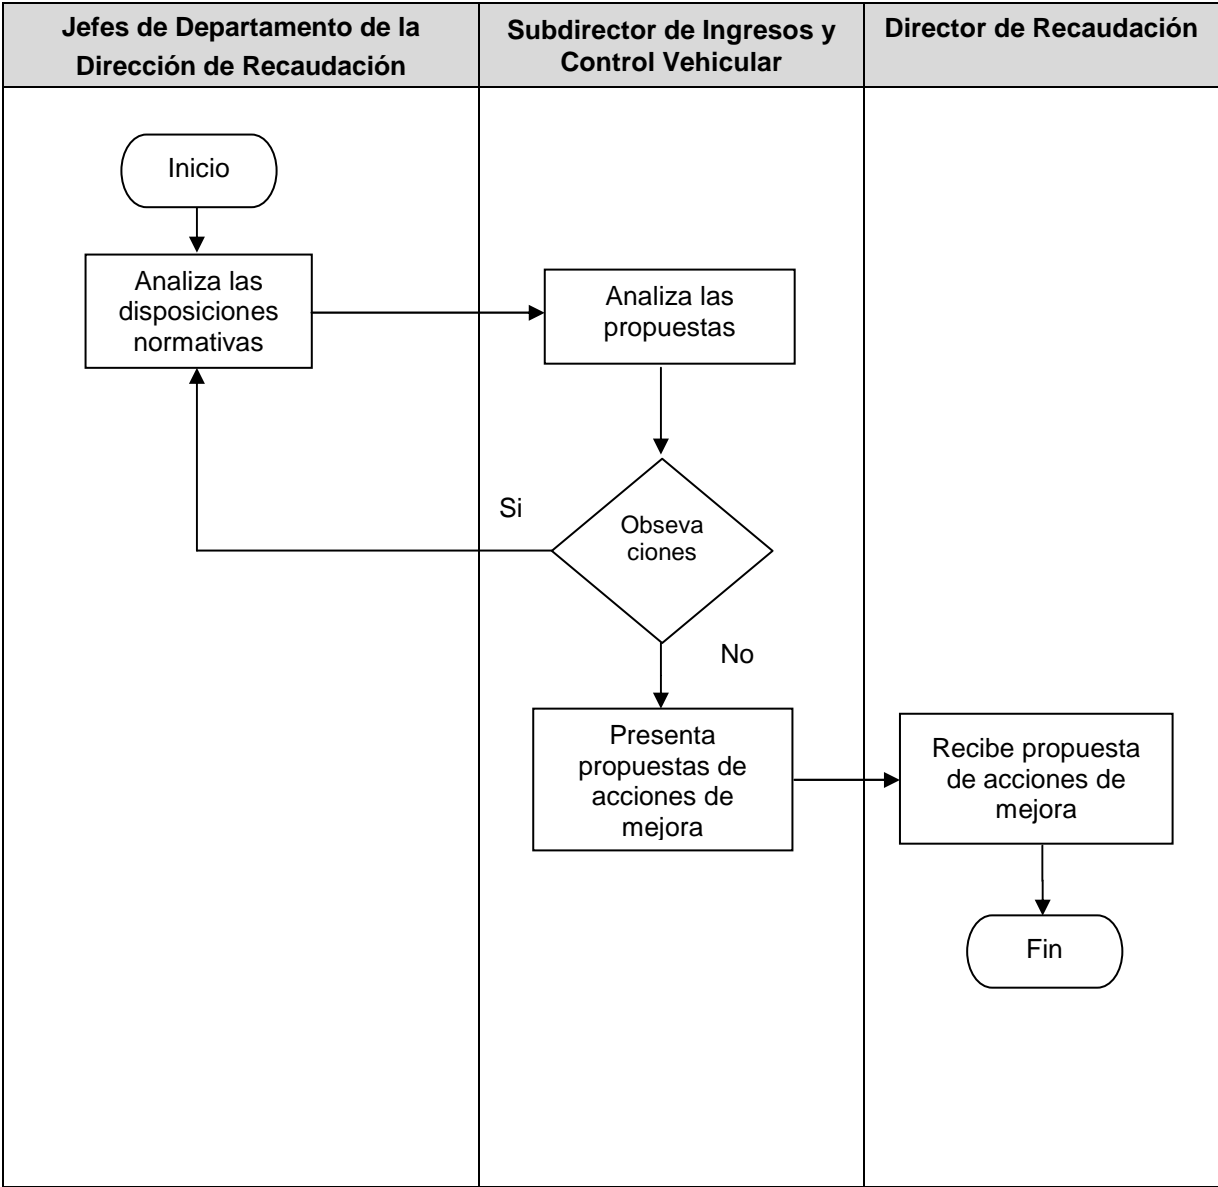 Jefes de Departamento de la
Dirección de Recaudación
Subdirector de Ingresos y
Control Vehicular
Director de Recaudación
Inicio
Analiza las
disposiciones
normativas
Analiza las
propuestas
Si
Obseva
ciones
No
Presenta
propuestas de
acciones de
mejora
Recibe propuesta
de acciones de
mejora
Fin